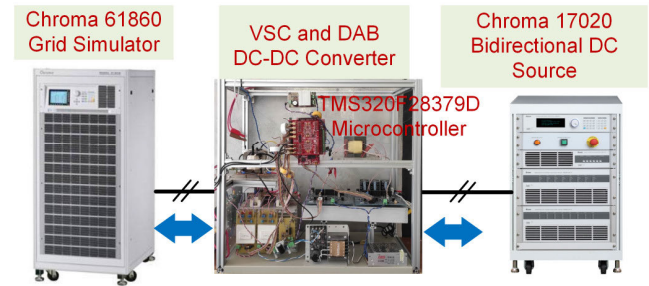 Chroma 61860
Grid Simulator
VSC and DAB
DC-DC Converter
Chroma 17020
Bidirectional DC
Source
TMS320F28379D
Microcontroller